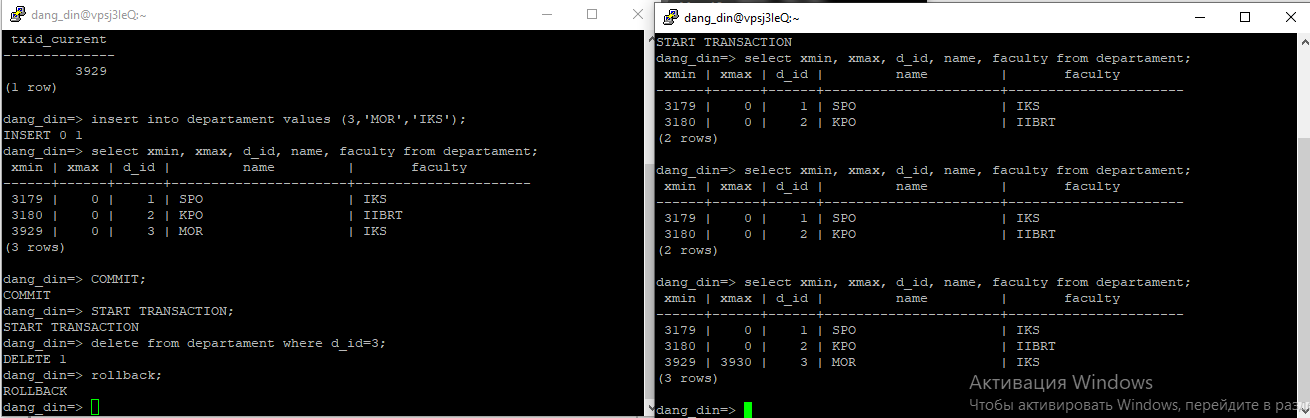 dang_din@vpsj3leQ:~
txid_current
--------------
3929
(1 row)
dang_din=> insert into departament values (3,'MOR','IKS');
INSERT 0 1
dang_din=> select xmin, xmax, d_id, name, faculty from departament;
xmin | xmax | d_id | name | faculty
------+------+------+----------------------+----------------------
3179 | 0 | 1 | SPO | IKS
3180 | 0 | 2 | KPO | IIBRT
3929 | 0 | 3 | MOR | IKS
(3 rows)
dang_din=> COMMIT;
COMMIT
dang_din=> START TRANSACTION;
START TRANSACTION
dang_din=> delete from departament where d_id=3;
DELETE 1
dang_din=> rollback;
ROLLBACK
dang_din=>
dang_din@vpsj3leQ:~
START TRANSACTION
dang_din=> select xmin, xmax, d_id, name, faculty from departament;
xmin | xmax | d_id | name | faculty
------+------+------+----------------------+----------------------
3179 | 0 | 1 | SPO | IKS
3180 | 0 | 2 | KPO | IIBRT
(2 rows)
dang_din=> select xmin, xmax, d_id, name, faculty from departament;
xmin | xmax | d_id | name | faculty
------+------+------+----------------------+----------------------
3179 | 0 | 1 | SPO | IKS
3180 | 0 | 2 | KPO | IIBRT
(2 rows)
dang_din=> select xmin, xmax, d_id, name, faculty from departament;
xmin | xmax | d_id | name | faculty
------+------+------+----------------------+----------------------
3179 | 0 | 1 | SPO | IKS
3180 | 0 | 2 | KPO | IIBRT
3929 | 3930 | 3 | MOR | IKS
(3 rows)
dang_din=>
Активация Windows
Чтобы активировать Windows, перейдите в разд